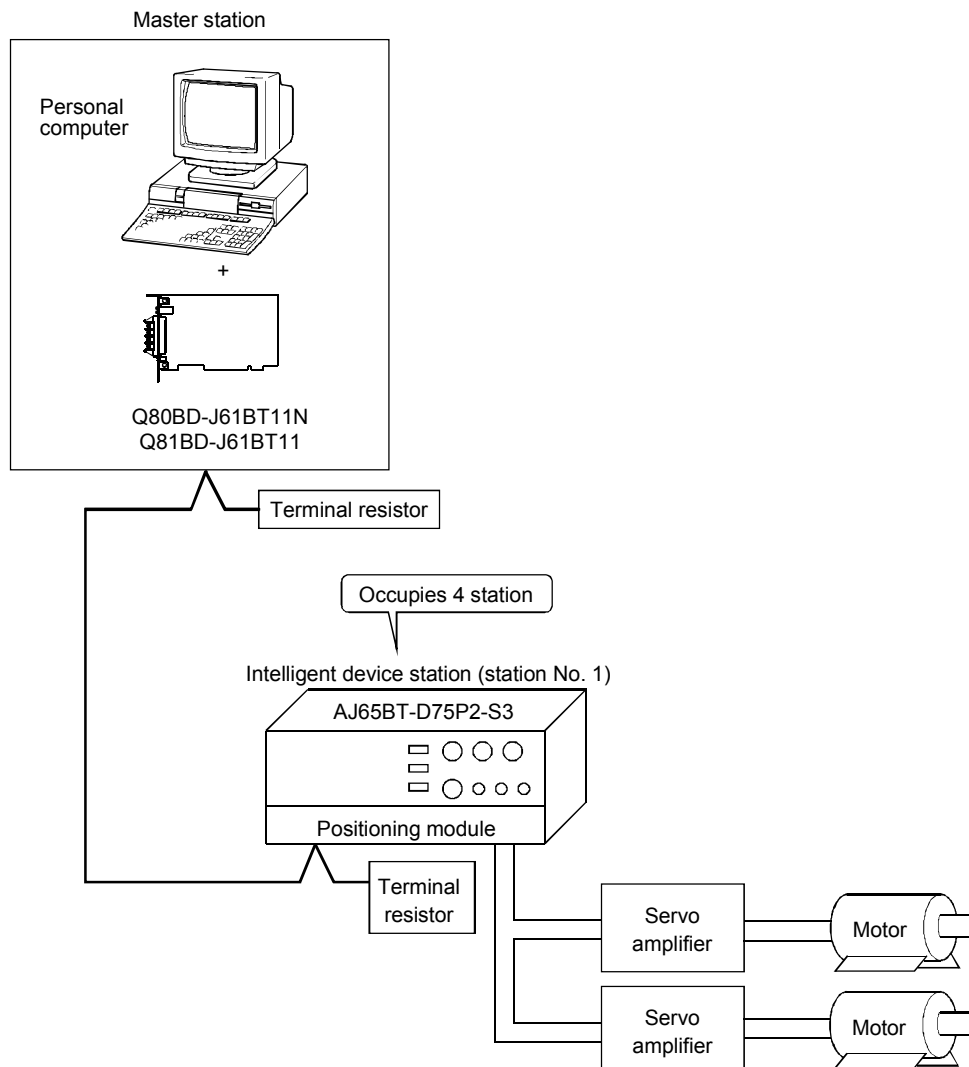 Master station
Personal
computer
+
Q80BD-J61BT11N
Q81BD-J61BT11
Terminal resistor
Occupies 4 station
Intelligent device station (station No. 1)
AJ65BT-D75P2-S3
Positioning module
Terminal
resistor
Servo
amplifier
Motor
Servo
amplifier
Motor